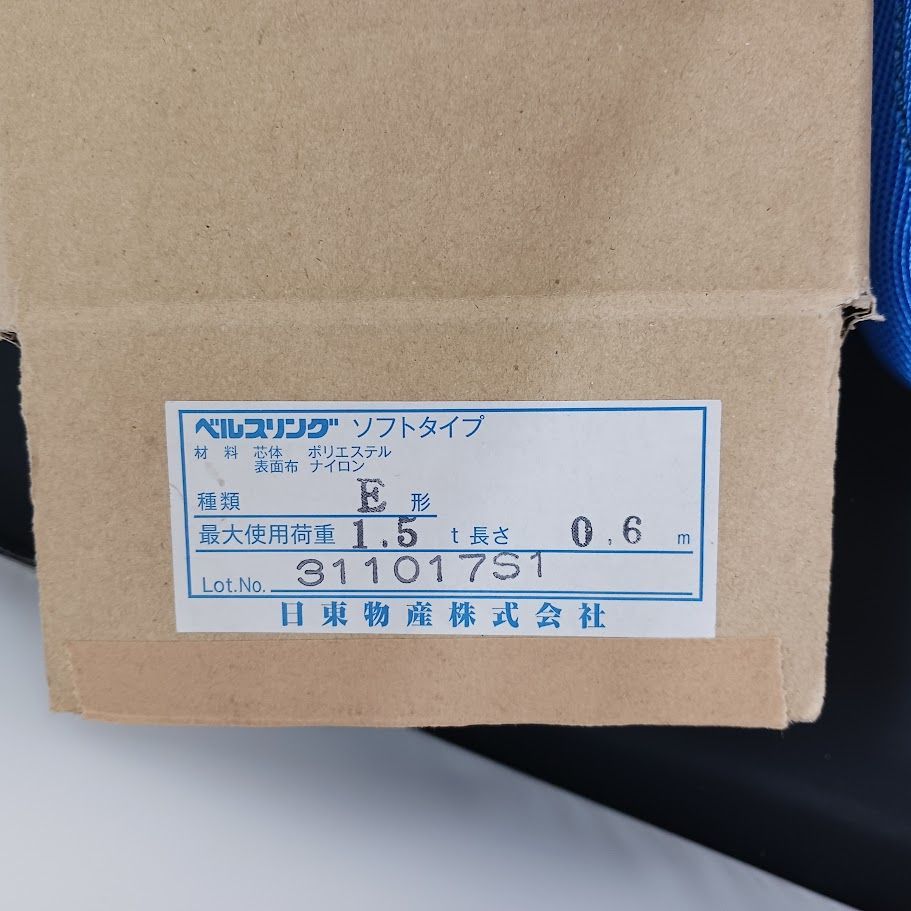 ベルスリング ソフトタイプ
材料 芯体 ポリエステル
表面布 ナイロン
種類 E 形
最大使用荷重 1.5 t 長さ 0,6 m
Lot.No. 311017S1
日東物産株式会社